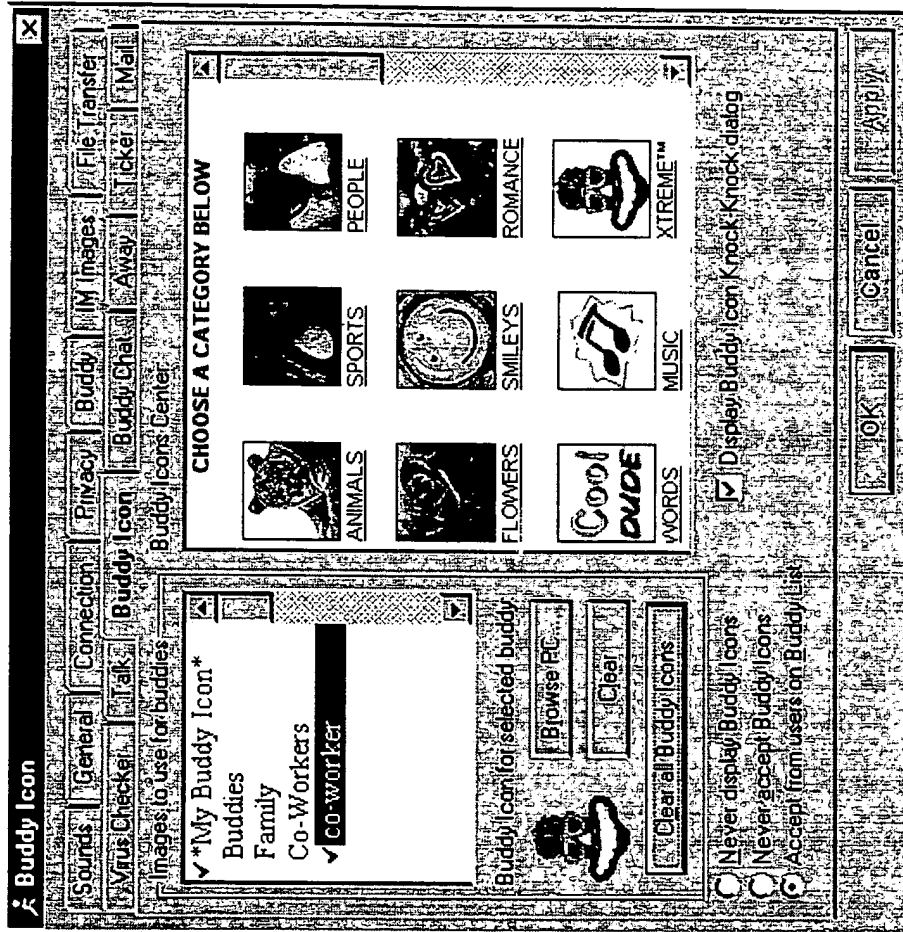 Buddy Icon
Sounds General Connection Privacy Buddy IM Images File Transfer
Virus Checker Talk Buddy Icon Buddy Chat Away Ticker Mail
Images to use for buddies
*My Buddy Icon*
Buddies
Family
Co-Workers
co-worker
Buddy Icon for selected buddy
Browse PC...
Clear
Clear all Buddy Icons
Buddy Icons Center
CHOOSE A CATEGORY BELOW
ANIMALS SPORTS PEOPLE
FLOWERS SMILEYS ROMANCE
Cool
DUDE
WORDS MUSIC XTREME™
Never display Buddy Icons
Never accept Buddy Icons
Accept from users on Buddy List
Display Buddy Icon Knock-Knock dialog
OK Cancel Apply